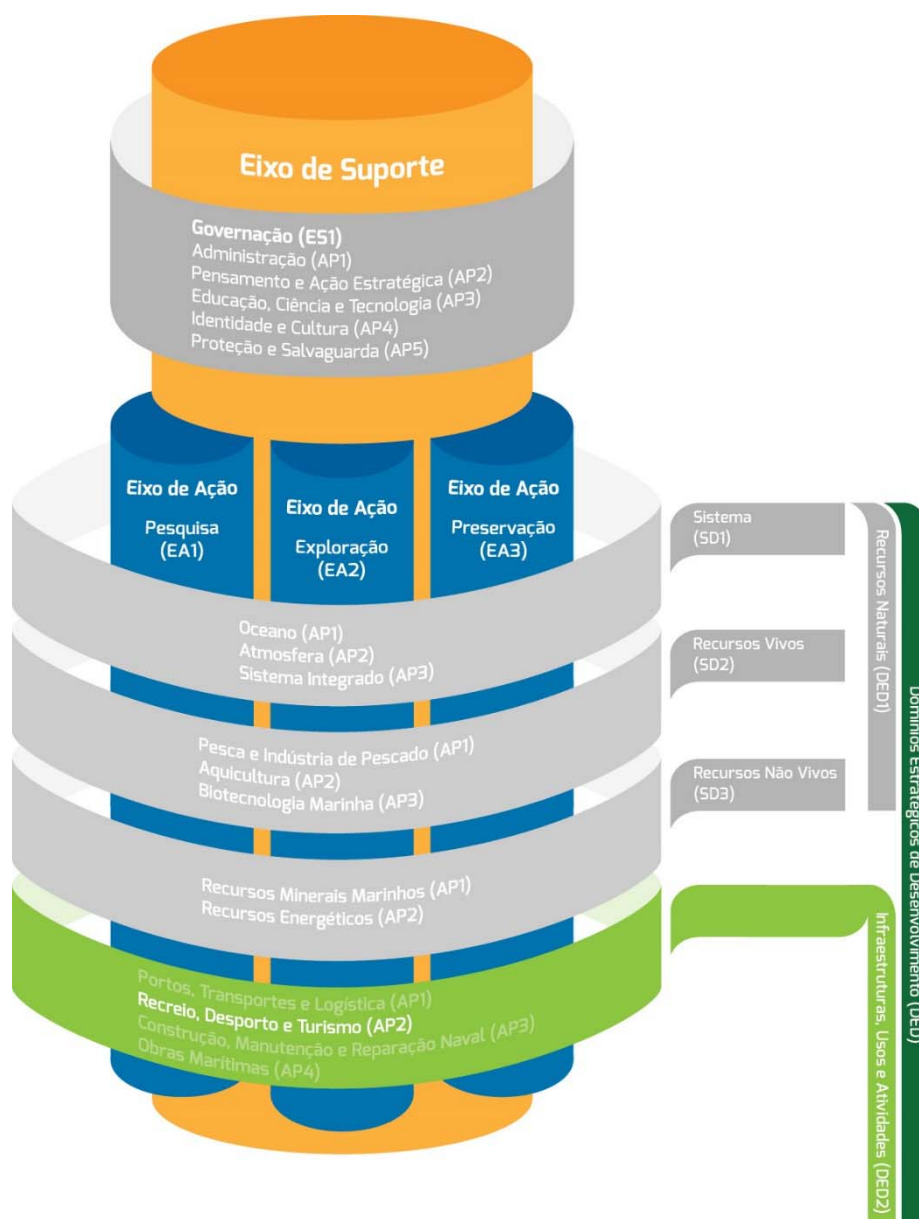 Eixo de Suporte
Governação (ES1)
Administração (AP1)
Pensamento e Ação Estratégica (AP2)
Educação, Ciência e Tecnologia (AP3)
Identidade e Cultura (AP4)
Proteção e Salvaguarda (AP5)
Eixo de Ação
Pesquisa
(EA1)
Eixo de Ação
Exploração
(EA2)
Eixo de Ação
Preservação
(EA3)
Oceano (AP1)
Atmosfera (AP2)
Sistema Integrado (AP3)
Sistema
(SD1)
Pesca e Indústria de Pescado (AP1)
Aquicultura (AP2)
Biotecnologia Marinha (AP3)
Recursos Vivos
(SD2)
Recursos Minerais Marinhos (AP1)
Recursos Energéticos (AP2)
Recursos Não Vivos
(SD3)
Portos, Transportes e Logística (AP1)
Recreio, Desporto e Turismo (AP2)
Construção, Manutenção e Reparação Naval (AP3)
Obras Marítimas (AP4)
Recursos Naturais (DED1)
Infraestruturas, Usos e Atividades (DED2)
Domínios Estratégicos de Desenvolvimento (DED)